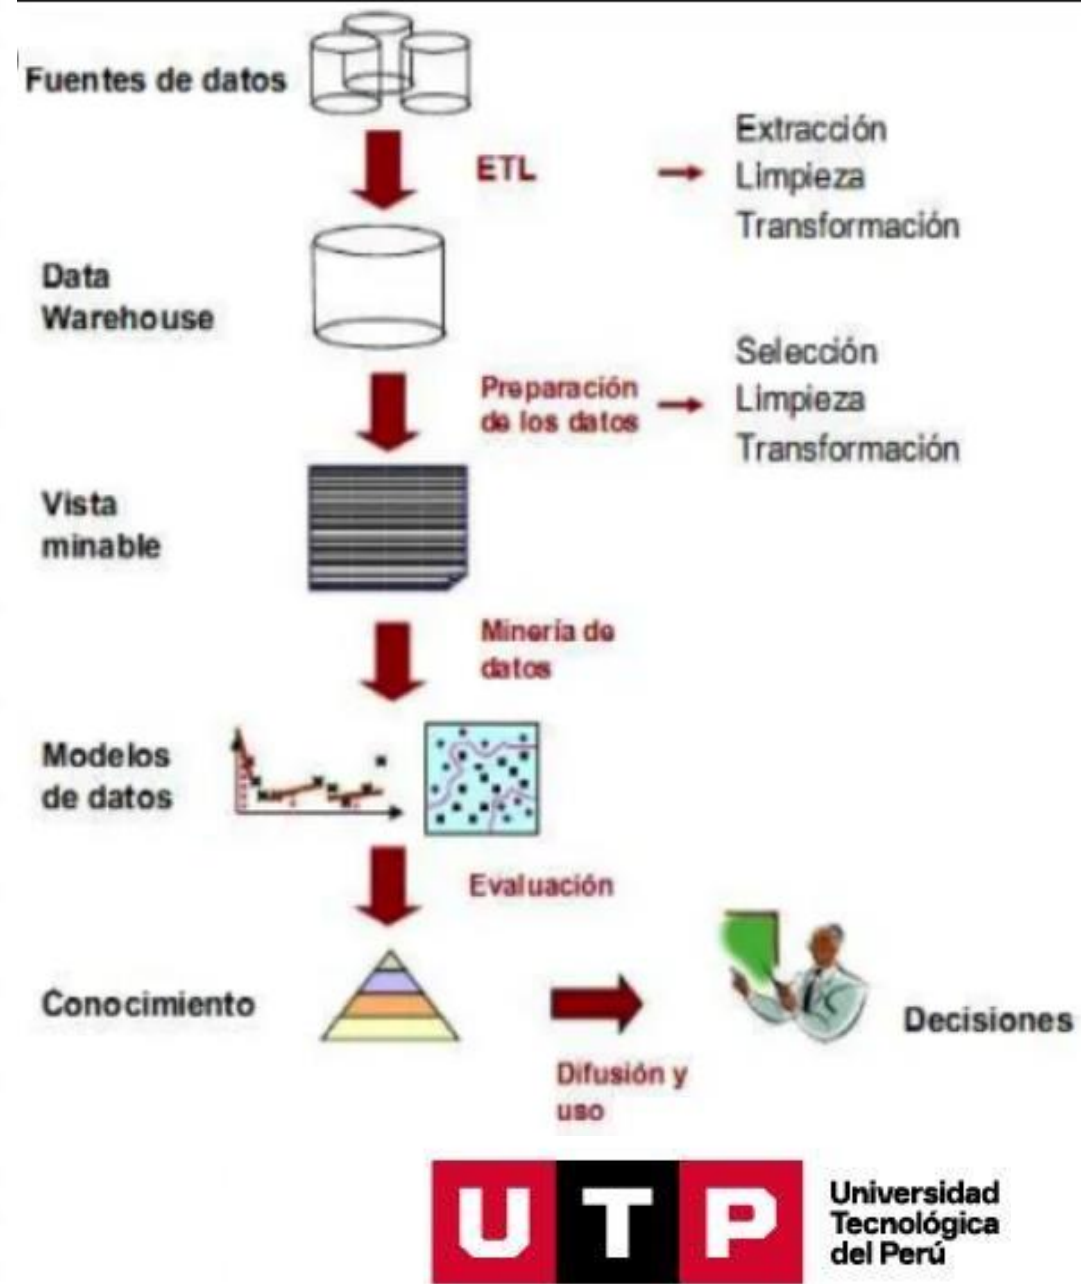 Fuentes de datos
ETL
Extracción
Limpieza
Transformación
Data
Warehouse
Preparación
de los datos
Selección
Limpieza
Transformación
Vista
minable
Minería de
datos
Modelos
de datos
Evaluación
Conocimiento
Difusión y
uso
Decisiones
UTP
Universidad
Tecnológica
del Perú